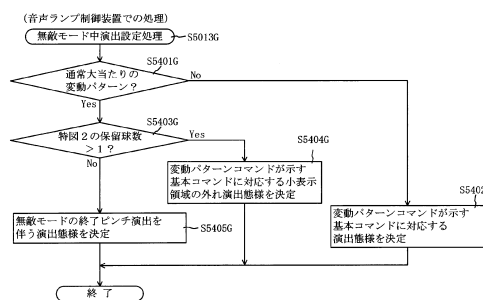 (音声ランプ制御装置での処理)
無敵モード中演出設定処理
S5013G
S5401G
通常大当たりの
変動パターン?
No
Yes
S5403G
特図2の保留球数
>1?
Yes
No
S5404G
変動パターンコマンドが示す
基本コマンドに対応する小表示
領域の外れ演出態様を決定
S5402
変動パターンコマンドが示す
基本コマンドに対応する
演出態様を決定
無敵モードの終了ピンチ演出を
伴う演出態様を決定
S5405G
終了